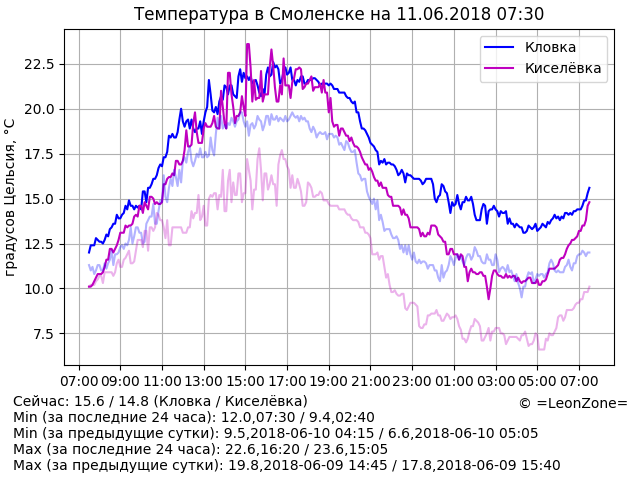 Температура в Смоленске на 11.06.2018 07:30
Кловка
Киселёвка
градусов Цельсия, °C
22.5
20.0
17.5
15.0
12.5
10.0
7.5
07:00 09:00 11:00 13:00 15:00 17:00 19:00 21:00 23:00 01:00 03:00 05:00 07:00
Сейчас: 15.6 / 14.8 (Кловка / Киселёвка)
© =LeonZone=
Min (за последние 24 часа): 12.0,07:30 / 9.4,02:40
Min (за предыдущие сутки): 9.5,2018-06-10 04:15 / 6.6,2018-06-10 05:05
Max (за последние 24 часа): 22.6,16:20 / 23.6,15:05
Max (за предыдущие сутки): 19.8,2018-06-09 14:45 / 17.8,2018-06-09 15:40